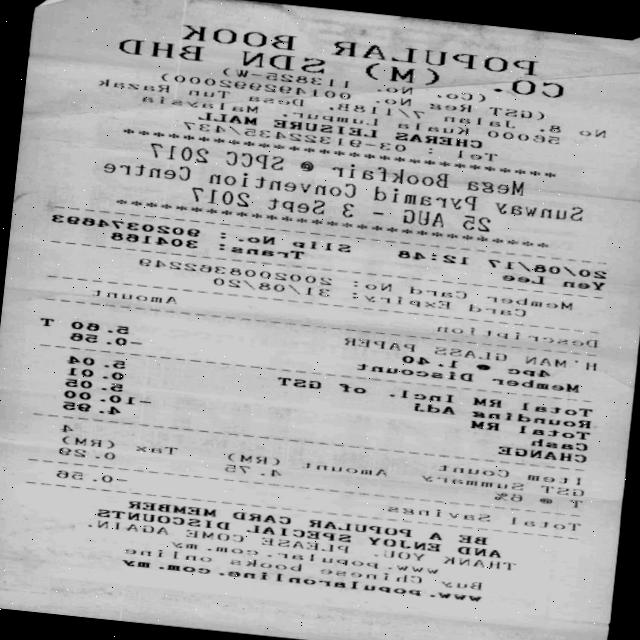 POPULAR BOOK
CO. (M) SDN BHD
(Co. No. 113825-W)
(GST Reg No. 001492992000)
No 8, Jalan 7/118B, Desa Tun Razak
56000 Kuala Lumpur, Malaysia
CHERAS LEISURE MALL
Tel : 03-91322435/437
********************************
Mega Bookfair @ SPCC 2017
Sunway Pyramid Convention Centre
25 AUG - 3 Sept 2017
********************************
20/08/17 12:48 Slip No.: 9020374693
Yen Lee Trans: 304168
Member Card No: 2002008362249
Card Expiry: 31/08/20
Description Amount
H'MAN GLASS PAPER
4pc @ 1.40 5.60 T
Member Discount -0.56
Total RM Incl. of GST 5.04
Rounding Adj 0.01
Total RM 5.05
Cash -10.00
CHANGE 4.95
Item Count 4
GST Summary Amount (RM) Tax (RM)
T @ 6% 4.75 0.29
Total Savings -0.56
BE A POPULAR CARD MEMBER
AND ENJOY SPECIAL DISCOUNTS
THANK YOU. PLEASE COME AGAIN.
www.popular.com.my
Buy Chinese books online
www.popularonline.com.my